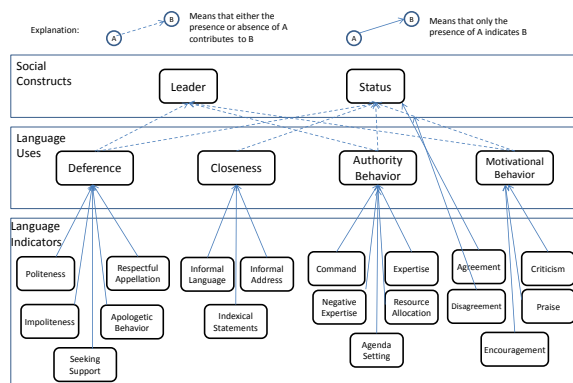 Explanation:
A
B
Means that either the
presence or absence of A
contributes to B
A
B
Means that only the
presence of A indicates B
Social
Constructs
Leader
Status
Language
Uses
Deference
Closeness
Authority
Behavior
Motivational
Behavior
Language
Indicators
Politeness
Respectful
Appellation
Informal
Language
Informal
Address
Command
Expertise
Agreement
Criticism
Impoliteness
Apologetic
Behavior
Indexical
Statements
Negative
Expertise
Resource
Allocation
Disagreement
Praise
Seeking
Support
Agenda
Setting
Encouragement